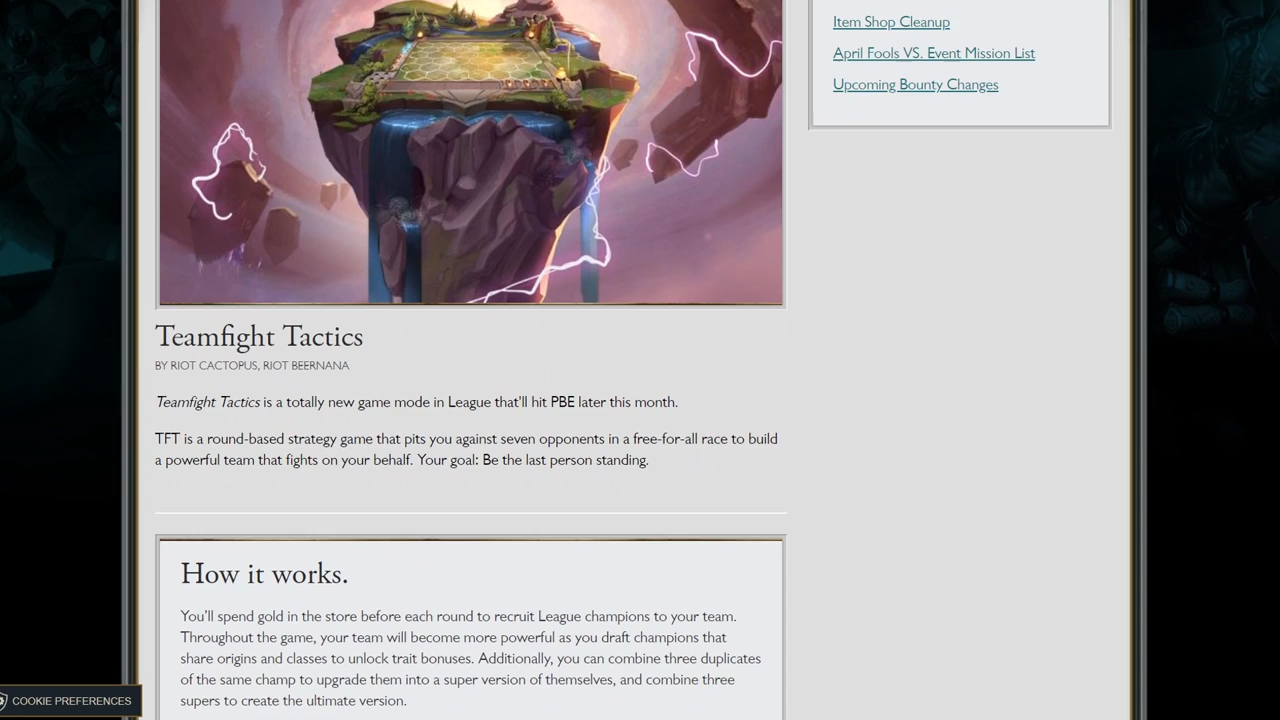 Item Shop Cleanup
April Fools VS. Event Mission List
Upcoming Bounty Changes
Teamfight Tactics
BY RIOT CACTOPUS, RIOT BEERNANA
Teamfight Tactics is a totally new game mode in League that'll hit PBE later this month.
TFT is a round-based strategy game that pits you against seven opponents in a free-for-all race to build
a powerful team that fights on your behalf. Your goal: Be the last person standing.
How it works.
You'll spend gold in the store before each round to recruit League champions to your team.
Throughout the game, your team will become more powerful as you draft champions that
share origins and classes to unlock trait bonuses. Additionally, you can combine three duplicates
of the same champ to upgrade them into a super version of themselves, and combine three
supers to create the ultimate version.
COOKIE PREFERENCES